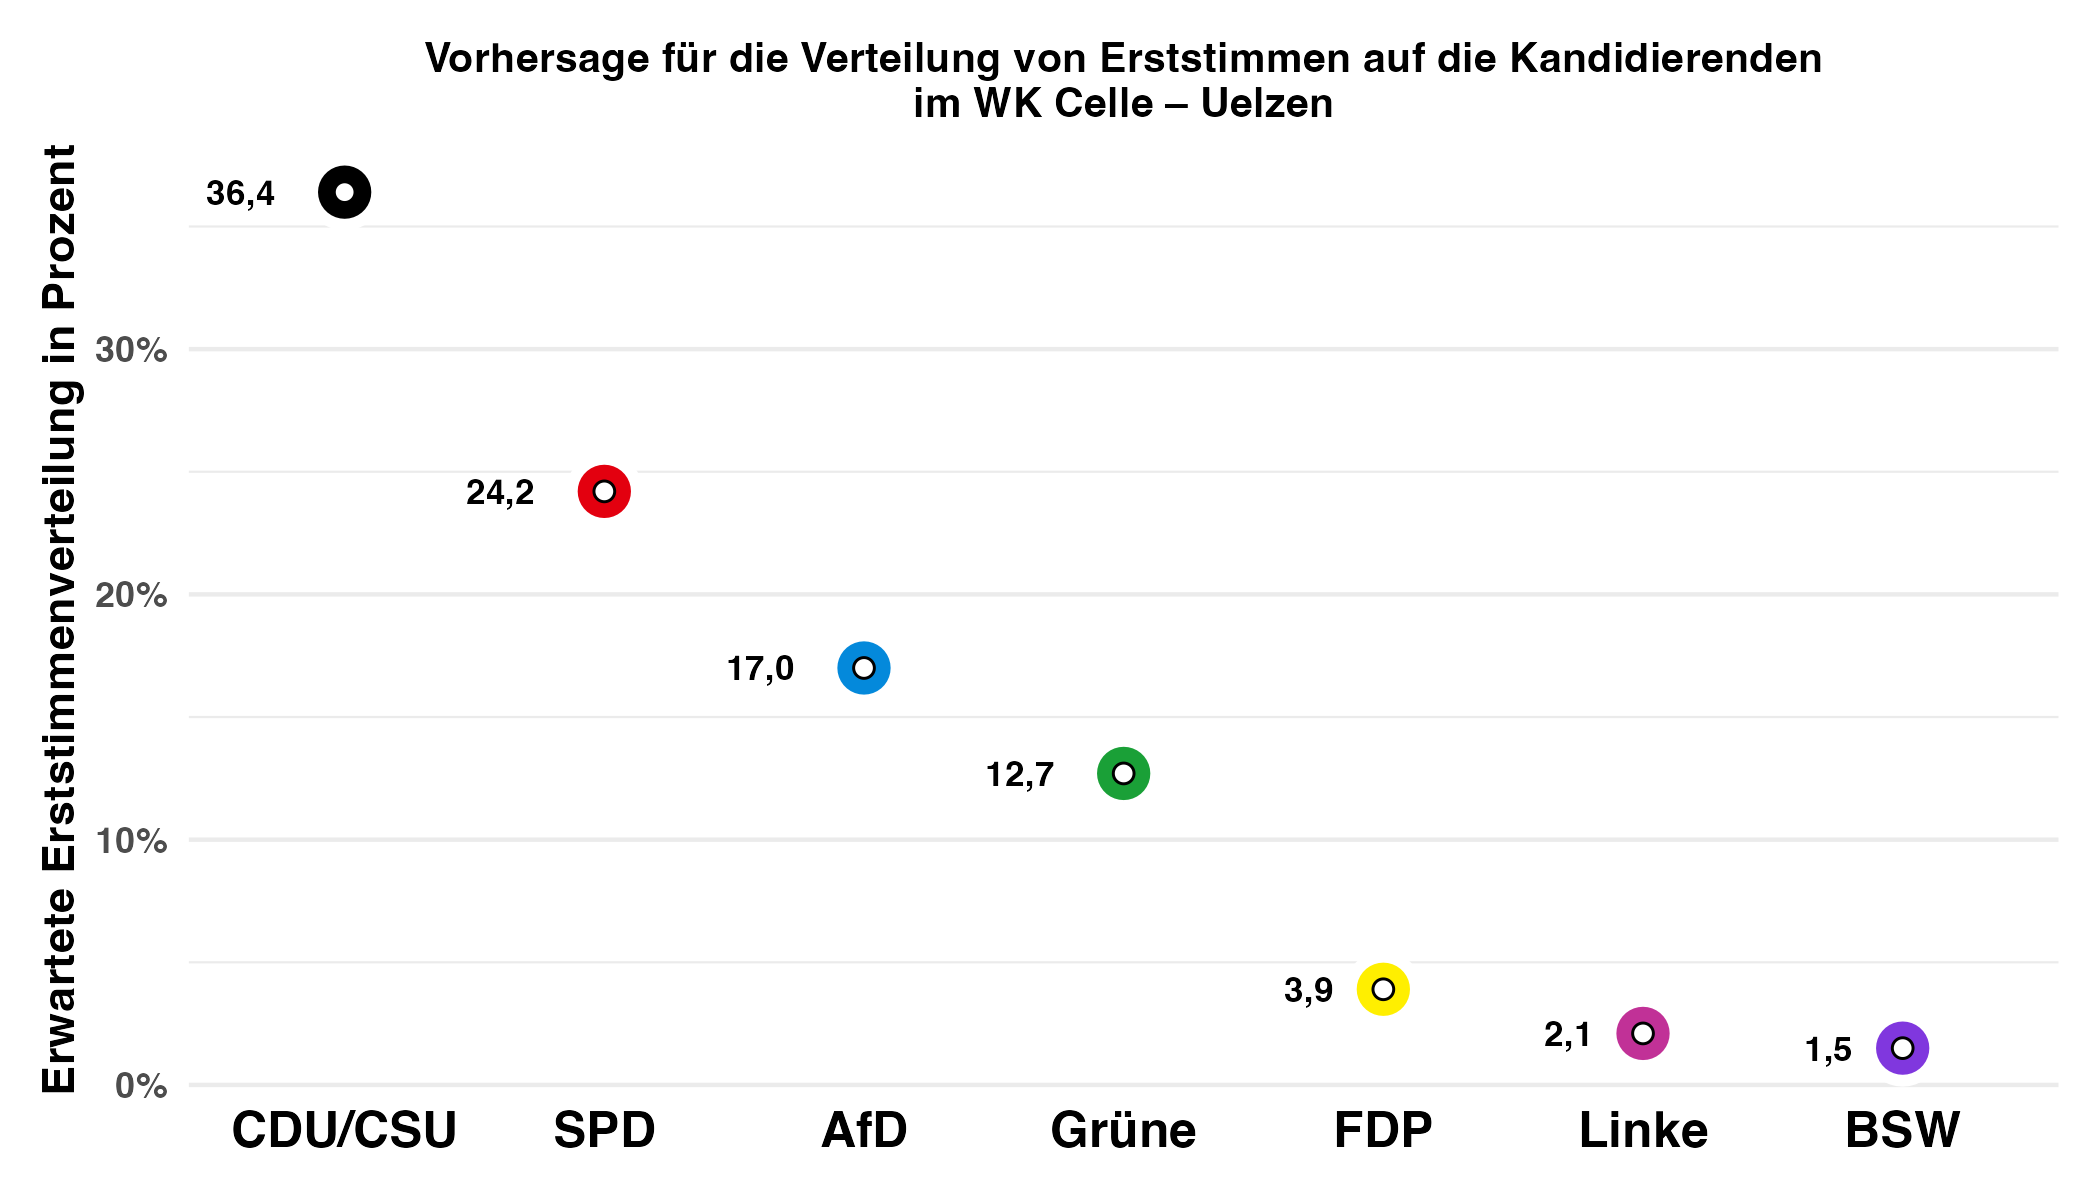 Vorhersage für die Verteilung von Erststimmen auf die Kandidierenden
im WK Celle – Uelzen
Erwartete Erststimmenverteilung in Prozent
36,4
30%
24,2
20%
17,0
12,7
10%
3,9
2,1
1,5
0%
CDU/CSU SPD AfD Grüne FDP Linke BSW